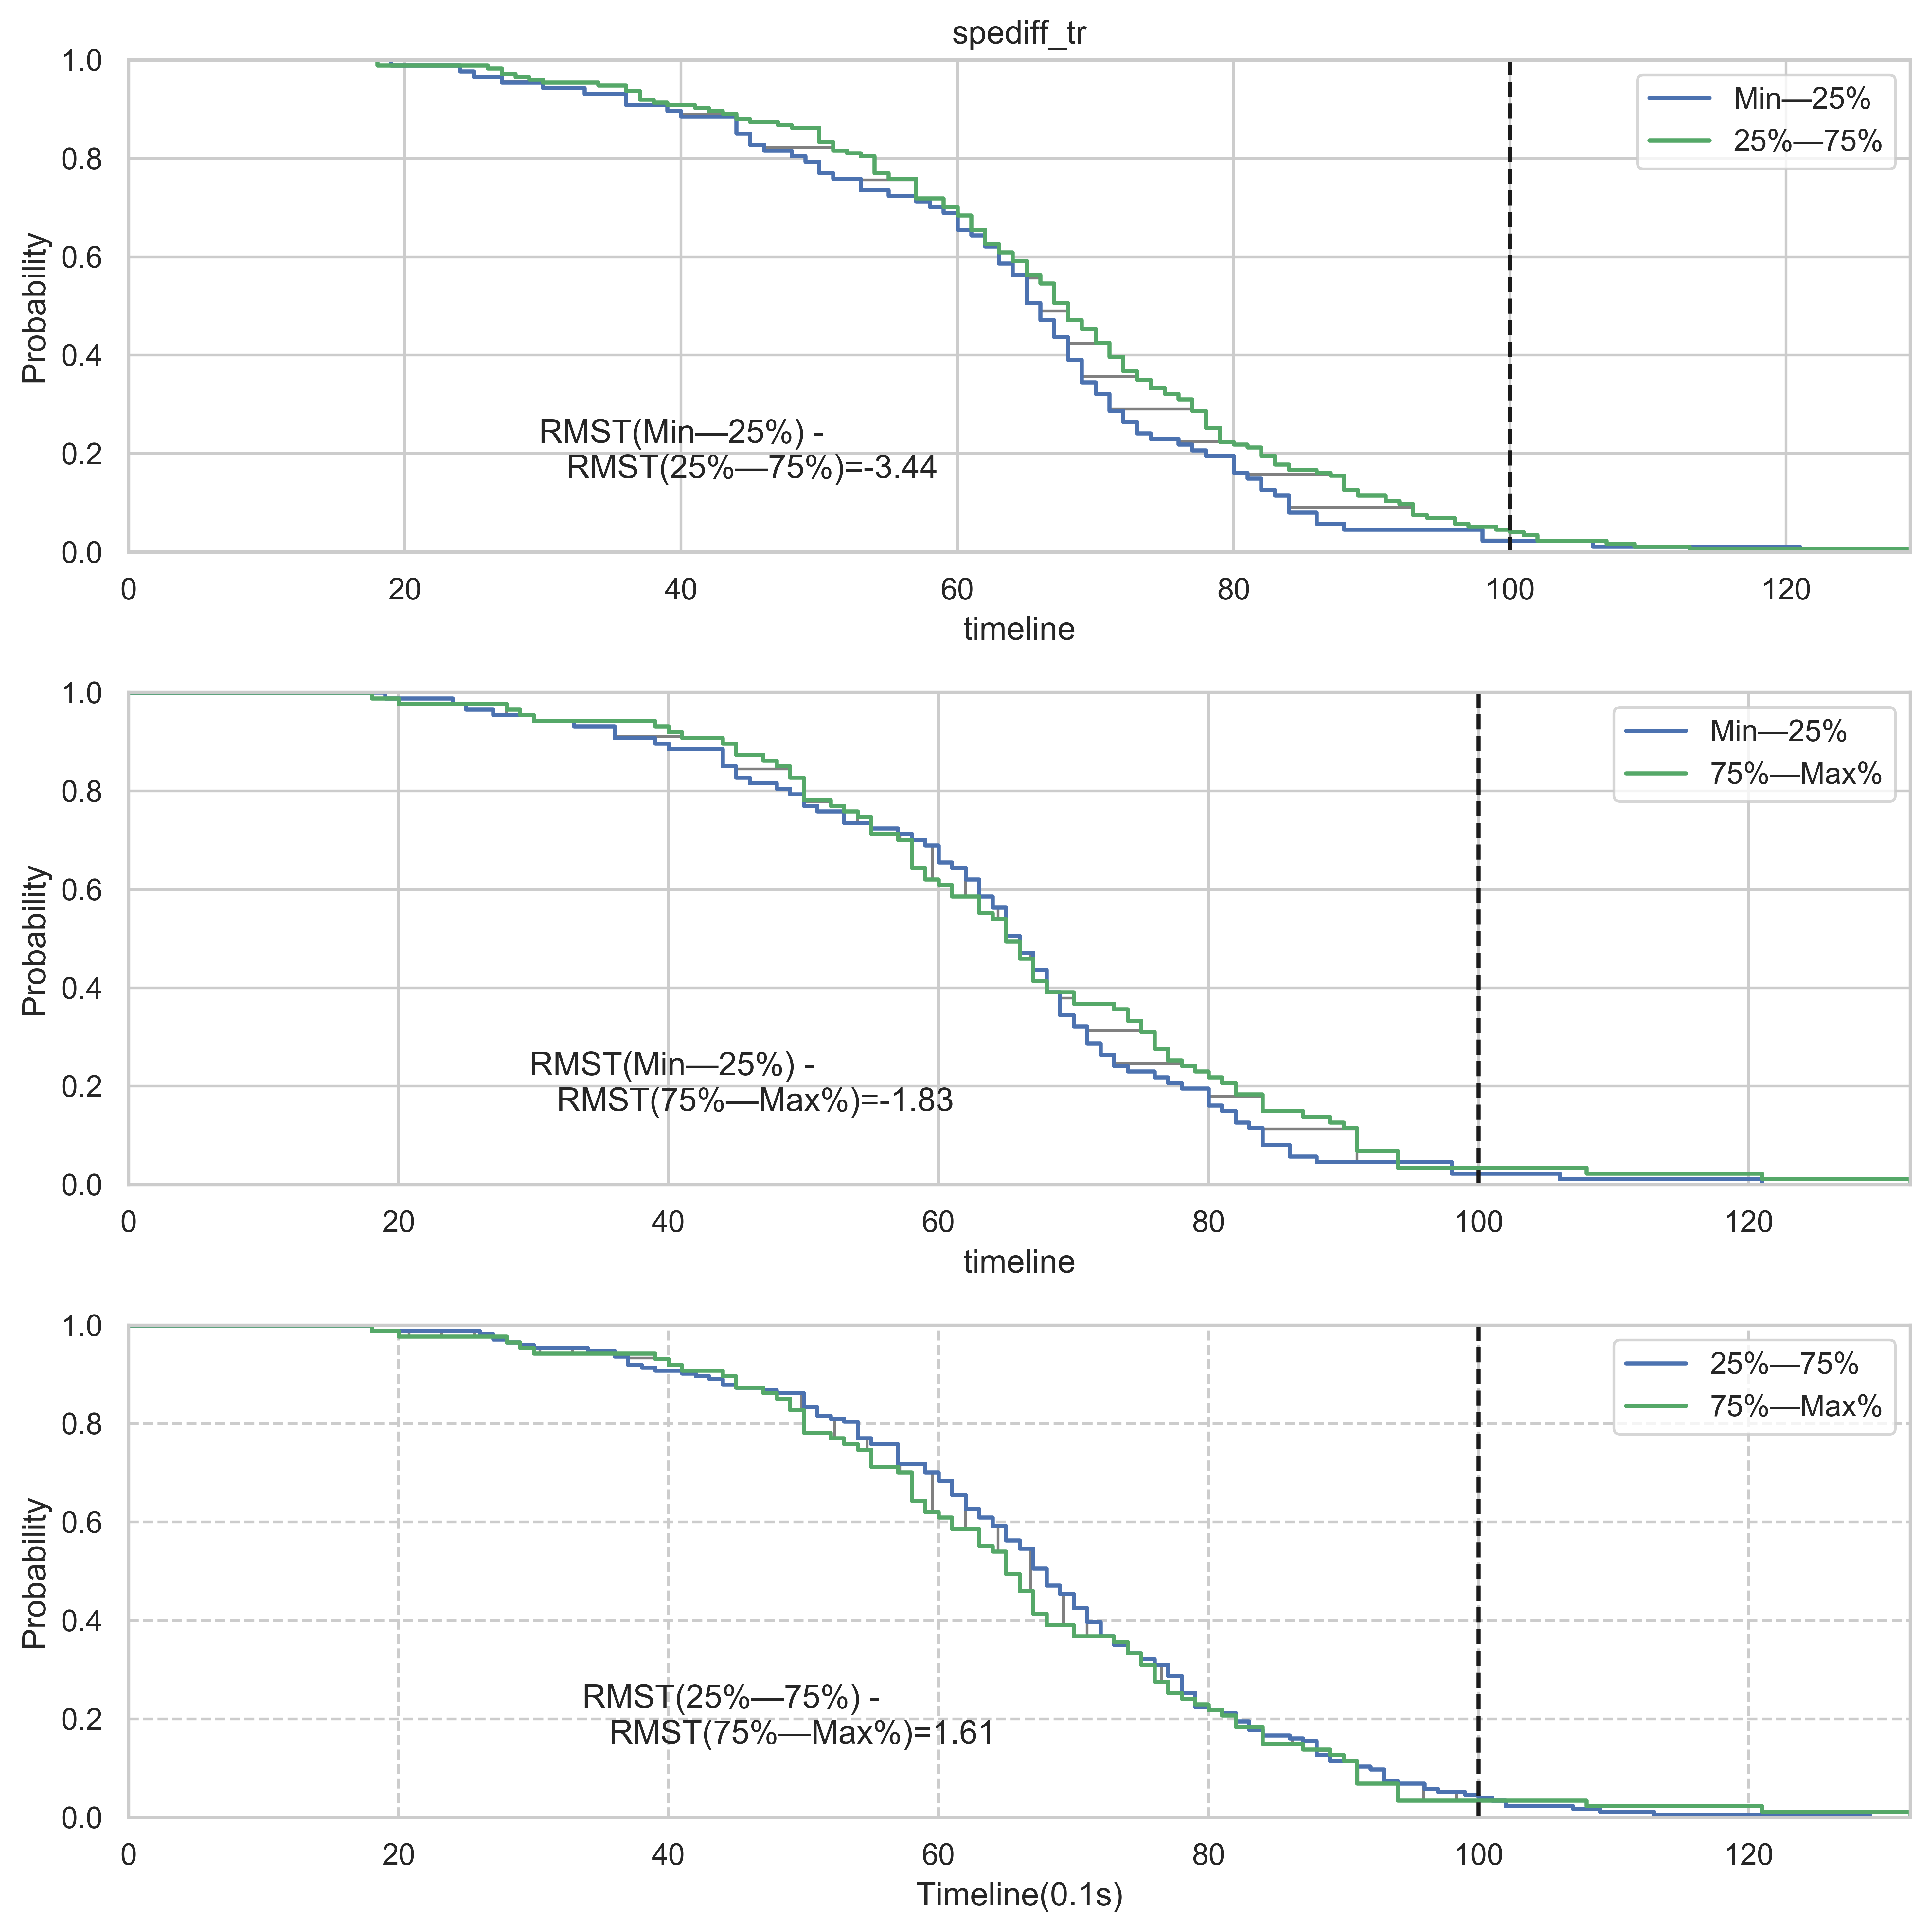 spediff_tr
1.0
0.8
0.6
0.4
0.2
0.0
Probability
Min—25%
25%—75%
RMST(Min—25%) -
RMST(25%—75%)=-3.44
0 20 40 60 80 100 120
timeline
1.0
0.8
0.6
0.4
0.2
0.0
Probability
Min—25%
75%—Max%
RMST(Min—25%) -
RMST(75%—Max%)=-1.83
0 20 40 60 80 100 120
timeline
1.0
0.8
0.6
0.4
0.2
0.0
Probability
25%—75%
75%—Max%
RMST(25%—75%) -
RMST(75%—Max%)=1.61
0 20 40 60 80 100 120
Timeline(0.1s)